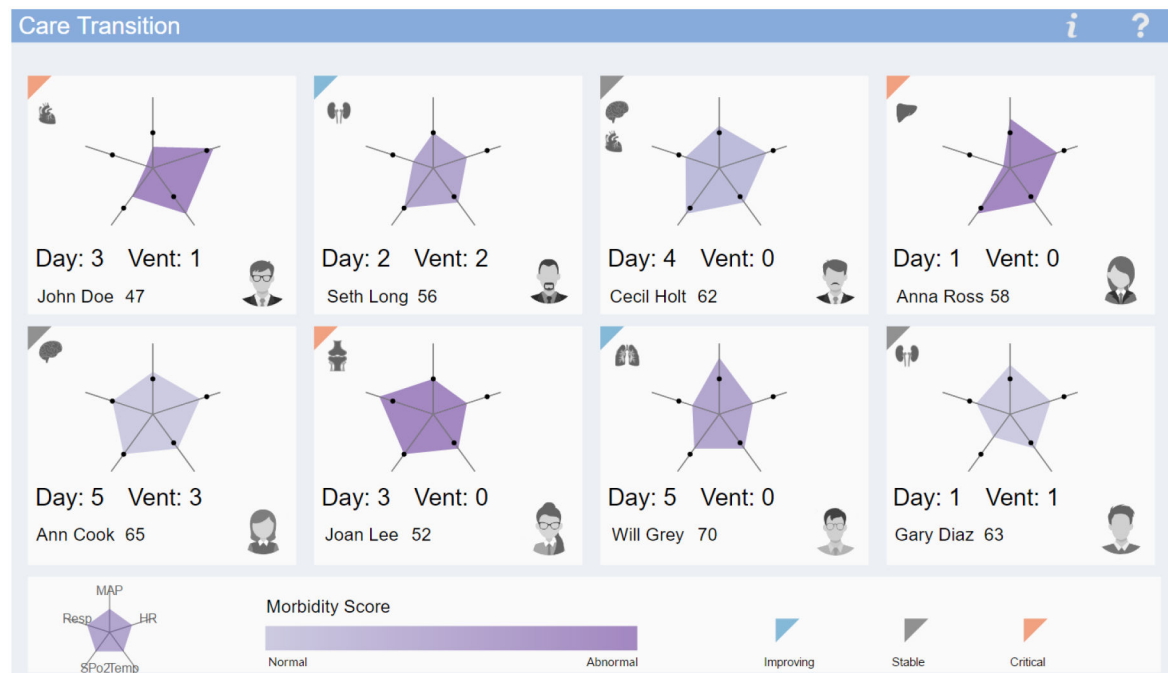 Care Transition i ?
Day: 3 Vent: 1
John Doe 47
Day: 2 Vent: 2
Seth Long 56
Day: 4 Vent: 0
Cecil Holt 62
Day: 1 Vent: 0
Anna Ross 58
Day: 5 Vent: 3
Ann Cook 65
Day: 3 Vent: 0
Joan Lee 52
Day: 5 Vent: 0
Will Grey 70
Day: 1 Vent: 1
Gary Diaz 63
MAP
Resp HR
SPo2Temp
Morbidity Score
Normal Abnormal
Improving Stable Critical